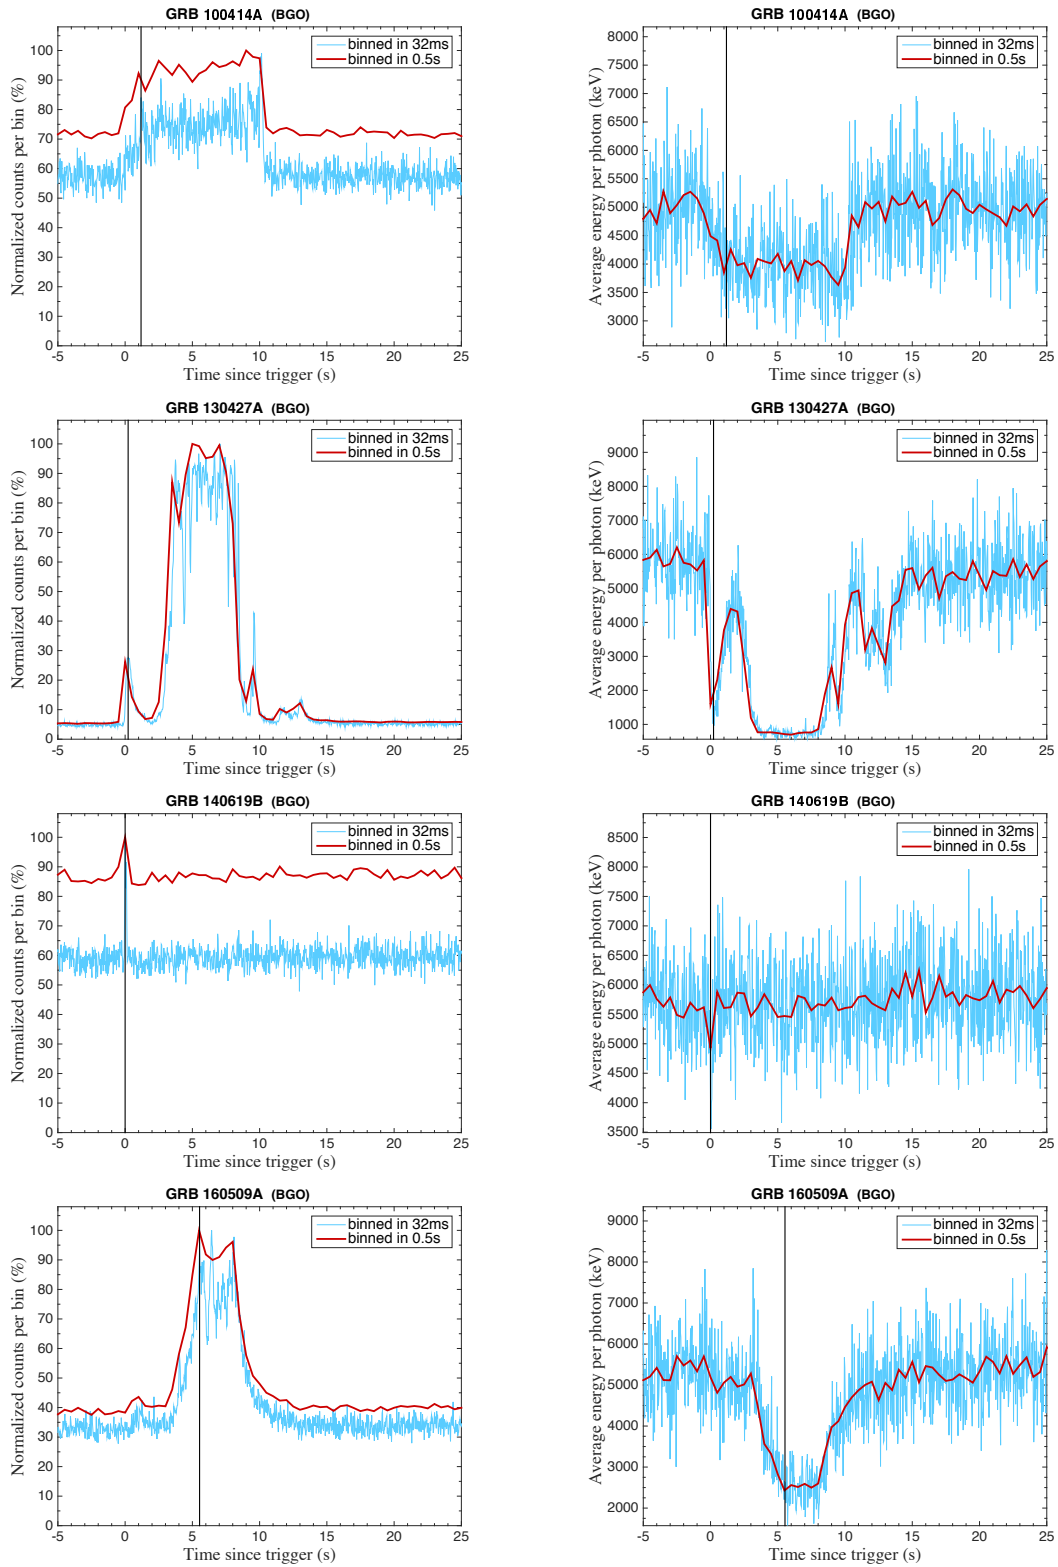 GRB 100414A (BGO)
Normalized counts per bin (%)
100
90
80
70
60
50
40
30
20
10
0
binned in 32ms
binned in 0.5s
-5 0 5 10 15 20 25
Time since trigger (s)
GRB 100414A (BGO)
Average energy per photon (keV)
8000
7000
6000
5000
4000
3000
binned in 32ms
binned in 0.5s
-5 0 5 10 15 20 25
Time since trigger (s)
GRB 130427A (BGO)
Normalized counts per bin (%)
100
90
80
70
60
50
40
30
20
10
0
binned in 32ms
binned in 0.5s
-5 0 5 10 15 20 25
Time since trigger (s)
GRB 130427A (BGO)
Average energy per photon (keV)
9000
8000
7000
6000
5000
4000
3000
2000
1000
binned in 32ms
binned in 0.5s
-5 0 5 10 15 20 25
Time since trigger (s)
GRB 140619B (BGO)
Normalized counts per bin (%)
100
90
80
70
60
50
40
30
20
10
0
binned in 32ms
binned in 0.5s
-5 0 5 10 15 20 25
Time since trigger (s)
GRB 140619B (BGO)
Average energy per photon (keV)
8500
8000
7500
7000
6500
6000
5500
5000
4500
4000
3500
binned in 32ms
binned in 0.5s
-5 0 5 10 15 20 25
Time since trigger (s)
GRB 160509A (BGO)
Normalized counts per bin (%)
100
90
80
70
60
50
40
30
20
10
0
binned in 32ms
binned in 0.5s
-5 0 5 10 15 20 25
Time since trigger (s)
GRB 160509A (BGO)
Average energy per photon (keV)
9000
8000
7000
6000
5000
4000
3000
2000
binned in 32ms
binned in 0.5s
-5 0 5 10 15 20 25
Time since trigger (s)